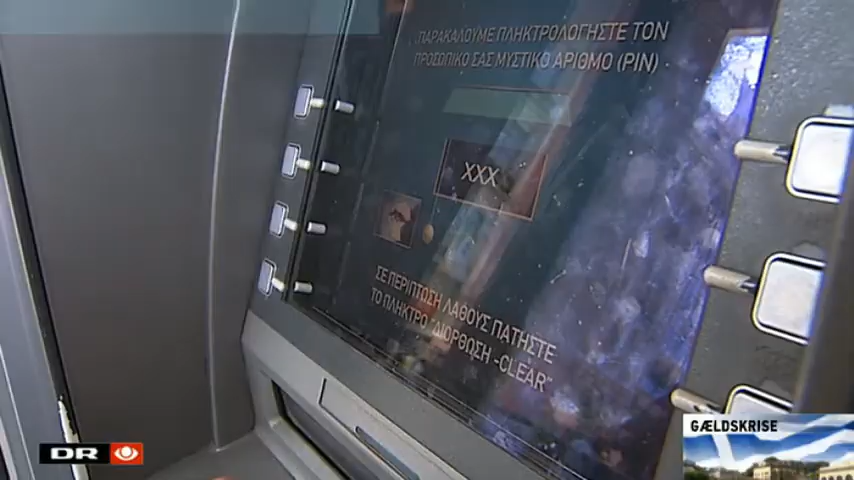 ΠΑΡΑΚΑΛΟΥΜΕ ΠΛΗΚΤΡΟΛΟΓΗΣΤΕ ΤΟΝ
ΠΡΟΣΩΠΙΚΟ ΣΑΣ ΜΥΣΤΙΚΟ ΑΡΙΘΜΟ (PIN)
XXX
ΣΕ ΠΕΡΙΠΤΩΣΗ ΛΑΘΟΥΣ ΠΑΤΗΣΤΕ
ΤΟ ΠΛΗΚΤΡΟ "ΔΙΟΡΘΩΣΗ -CLEAR"
GÆLDSKRISE
DR